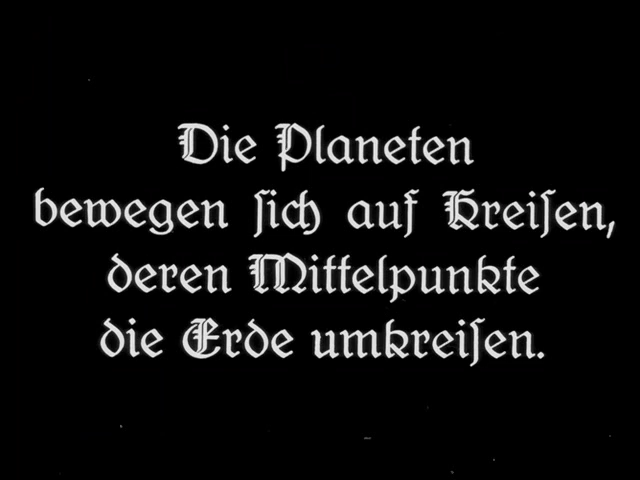 Die Planeten
bewegen ſich auf Kreiſen,
deren Mittelpunkte
die Erde umkreiſen.